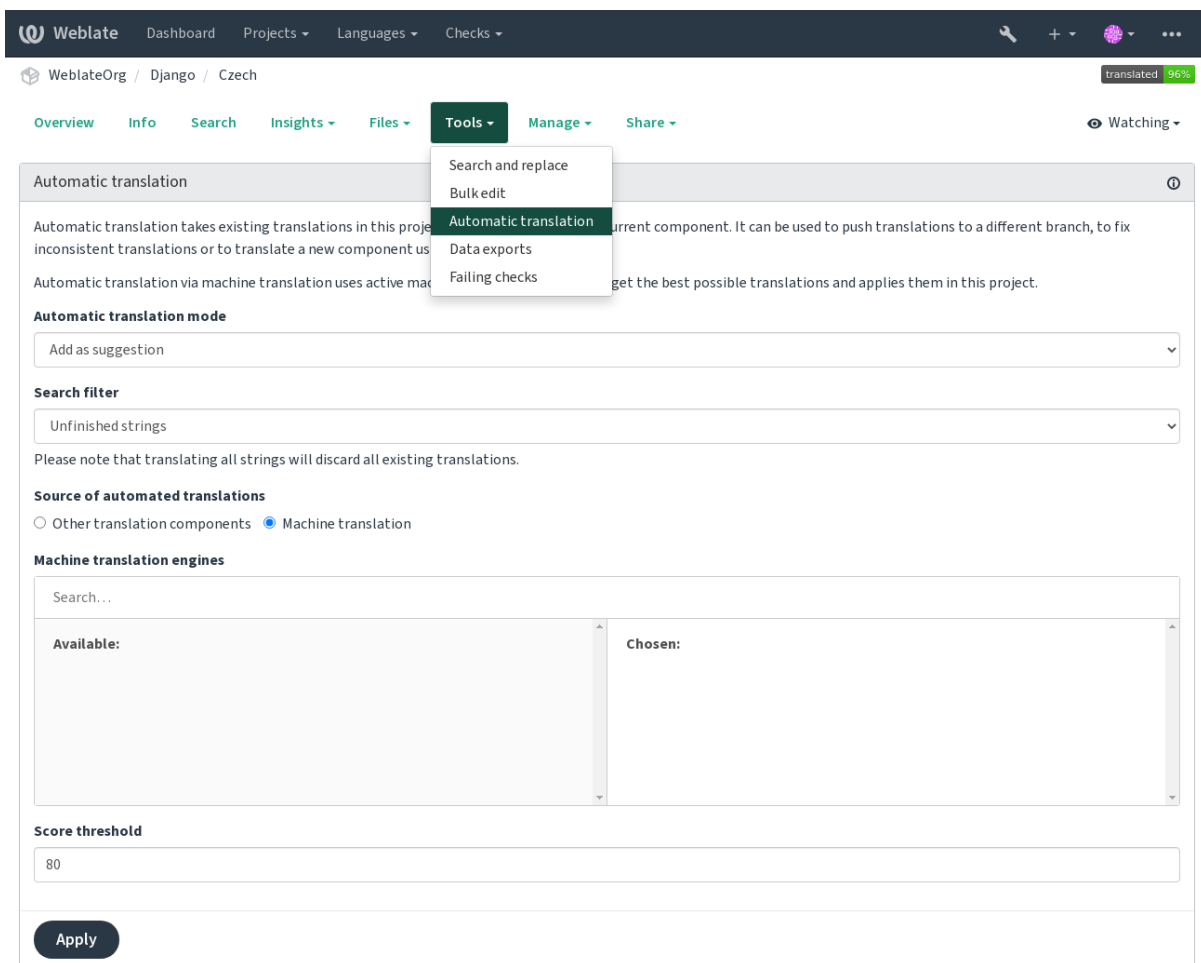 Weblate Dashboard Projects Languages Checks
WeblateOrg / Django / Czech translated 96%
Overview Info Search Insights Files Tools Manage Share Watching
Search and replace
Bulk edit
Automatic translation
Data exports
Failing checks
Automatic translation
Automatic translation takes existing translations in this proje urrent component. It can be used to push translations to a different branch, to fix
inconsistent translations or to translate a new component us
Automatic translation via machine translation uses active mac get the best possible translations and applies them in this project.
Automatic translation mode
Add as suggestion
Search filter
Unfinished strings
Please note that translating all strings will discard all existing translations.
Source of automated translations
Other translation components Machine translation
Machine translation engines
Search…
Available: Chosen:
Score threshold
80
Apply